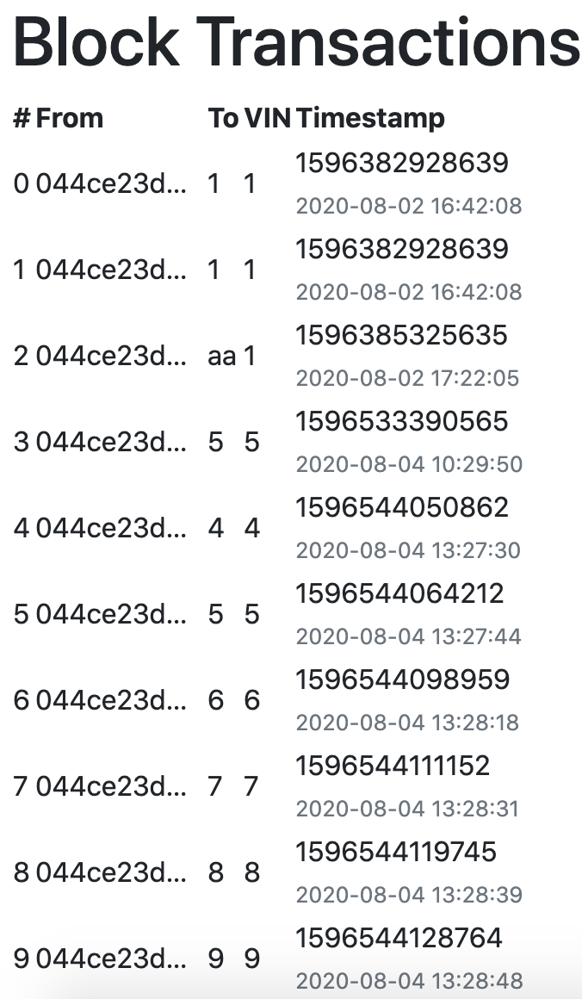 Block Transactions
# From To VIN Timestamp
0 044ce23d... 1 1 1596382928639
2020-08-02 16:42:08
1 044ce23d... 1 1 1596382928639
2020-08-02 16:42:08
2 044ce23d... aa 1 1596385325635
2020-08-02 17:22:05
3 044ce23d... 5 5 1596533390565
2020-08-04 10:29:50
4 044ce23d... 4 4 1596544050862
2020-08-04 13:27:30
5 044ce23d... 5 5 1596544064212
2020-08-04 13:27:44
6 044ce23d... 6 6 1596544098959
2020-08-04 13:28:18
7 044ce23d... 7 7 1596544111152
2020-08-04 13:28:31
8 044ce23d... 8 8 1596544119745
2020-08-04 13:28:39
9 044ce23d... 9 9 1596544128764
2020-08-04 13:28:48